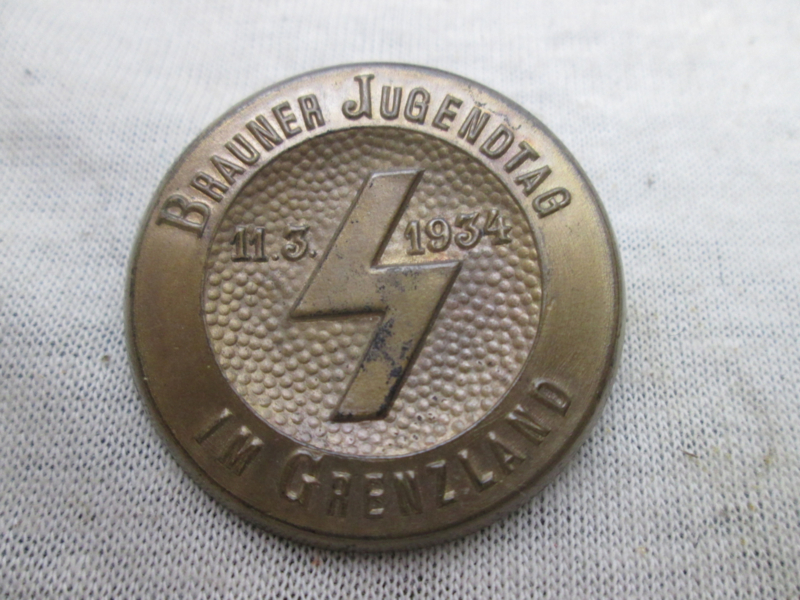 BRAUNER JUGENDTAG
11.3. 1934
IM GRENZLAND